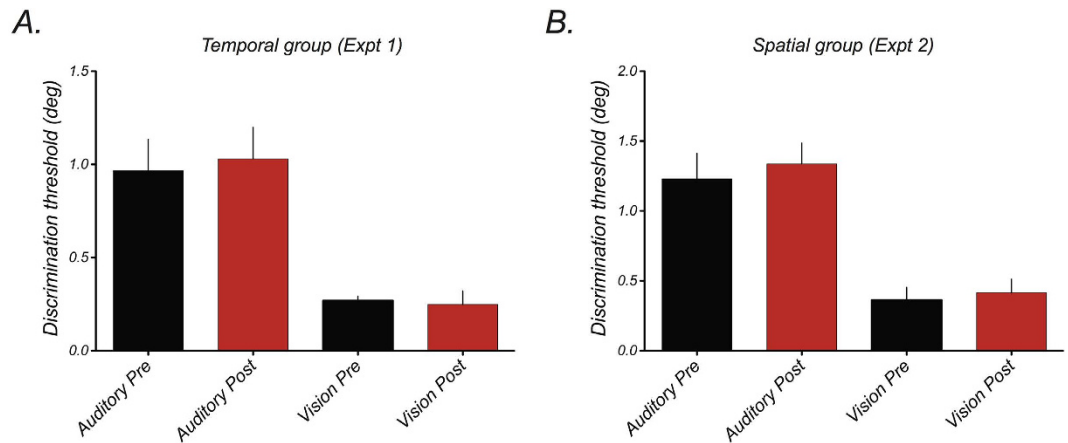 A.
Temporal group (Expt 1)
Discrimination threshold (deg)
1.5
1.0
0.5
0.0
Auditory Pre
Auditory Post
Vision Pre
Vision Post
B.
Spatial group (Expt 2)
Discrimination threshold (deg)
2.0
1.5
1.0
0.5
0.0
Auditory Pre
Auditory Post
Vision Pre
Vision Post